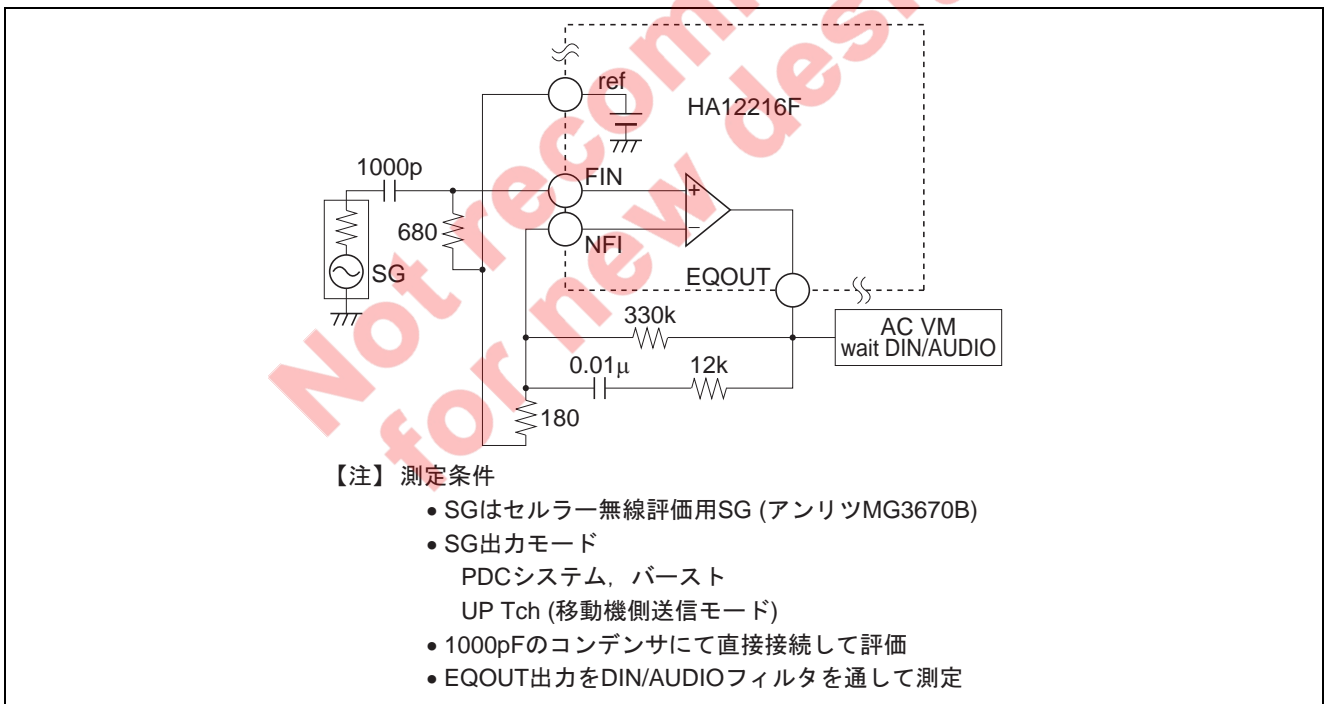 Not recom
for new desi
ref
HA12216F
1000p
FIN
680
NFI
SG
EQOUT
330k
AC VM
wait DIN/AUDIO
0.01μ
12k
180
【注】 測定条件
• SGはセルラー無線評価用SG (アンリツMG3670B)
• SG出力モード
PDCシステム，バースト
UP Tch (移動機側送信モード)
• 1000pFのコンデンサにて直接接続して評価
• EQOUT出力をDIN/AUDIOフィルタを通して測定